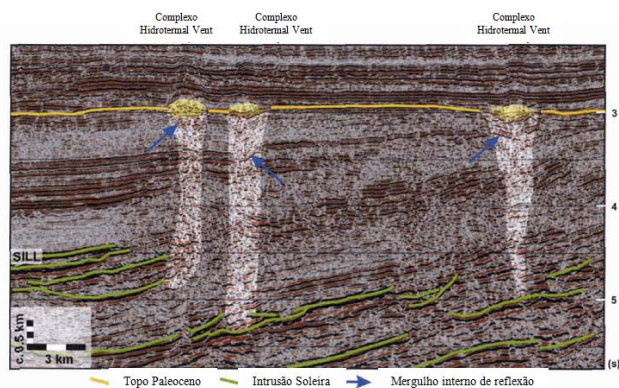 Complexo
Hidrotermal Vent
Complexo
Hidrotermal Vent
Complexo
Hidrotermal Vent
3
4
SILL
5
c. 0,5 km
3 km
(s)
Topo Paleoceno
Intrusão Soleira
Mergulho interno de reflexão